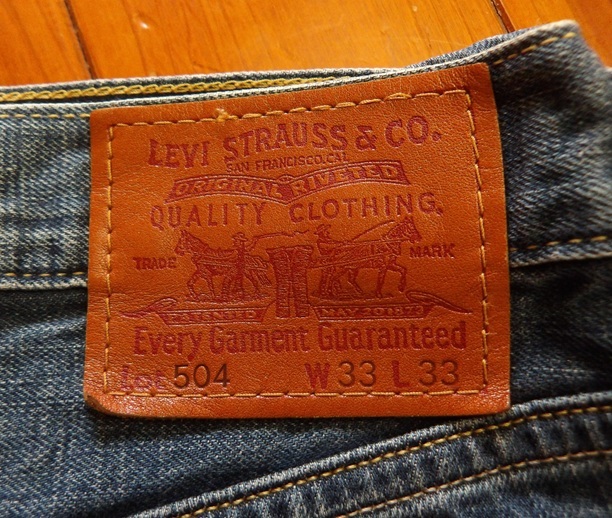 LEVI STRAUSS & CO.
SAN FRANCISCO, CAL.
ORIGINAL RIVETED
QUALITY CLOTHING.
TRADE MARK
PATENTED MAY 20 1873
Every Garment Guaranteed
Lot 504 W 33 L 33